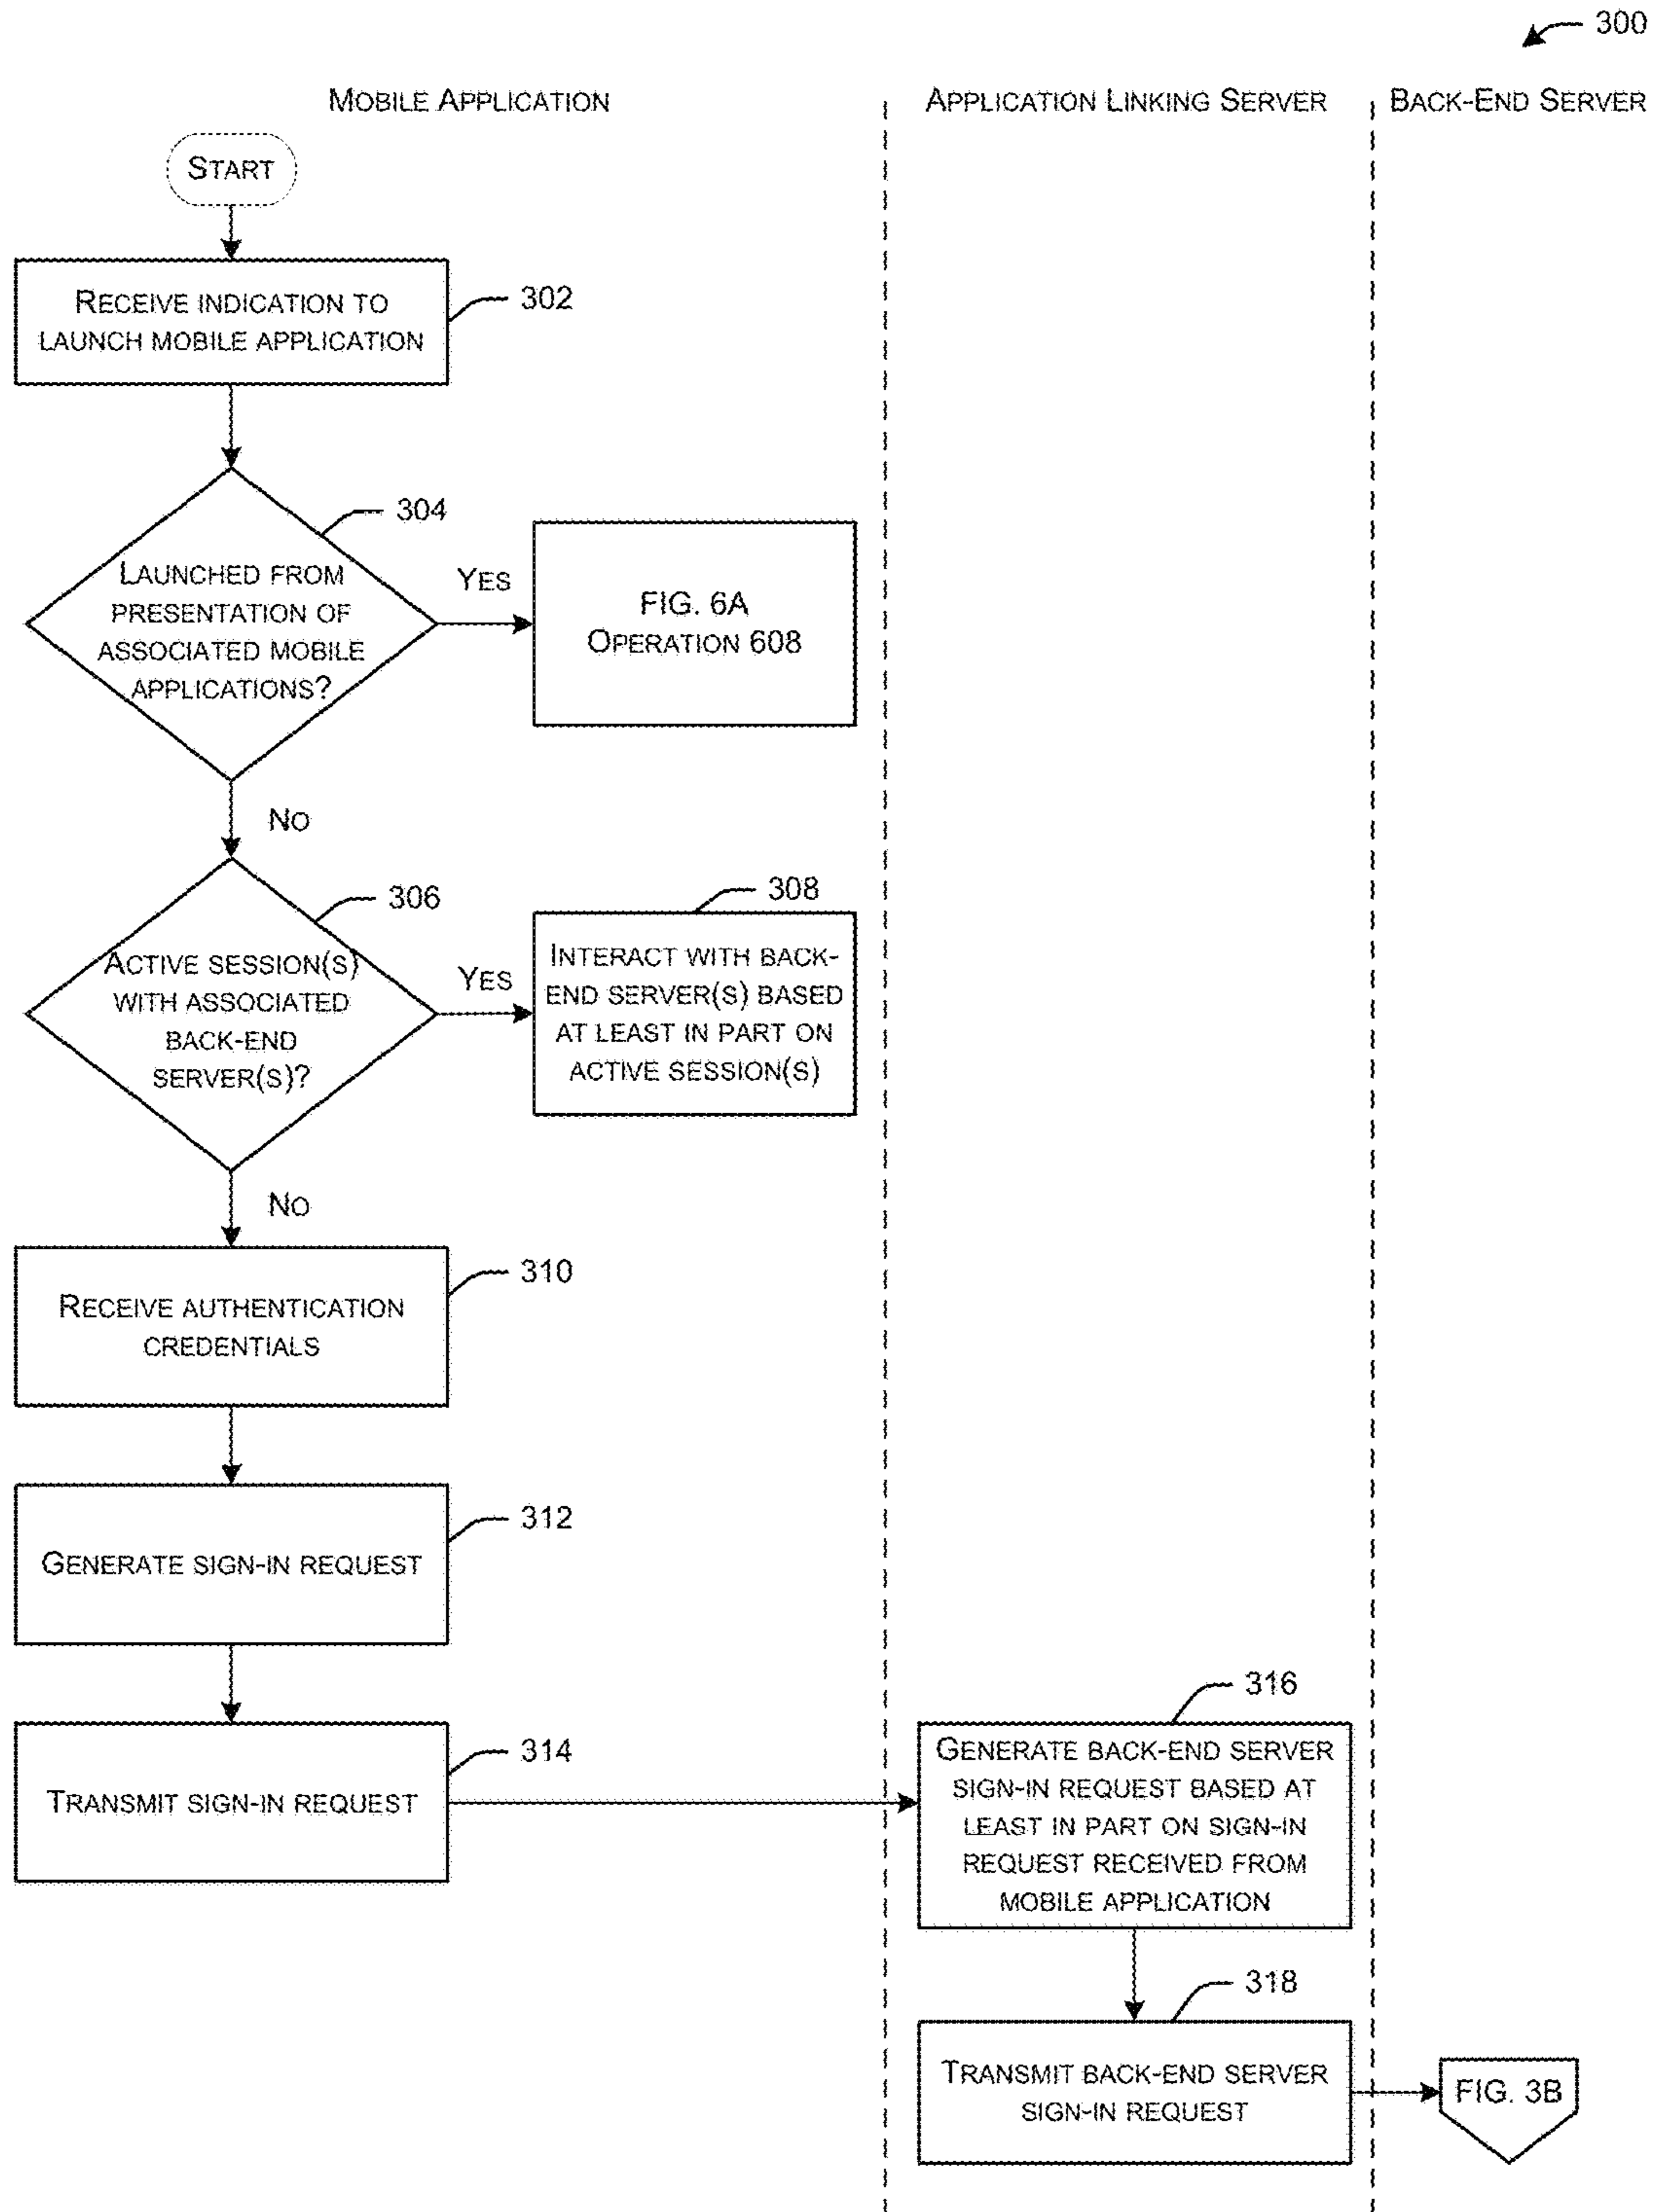 300
MOBILE APPLICATION
APPLICATION LINKING SERVER
BACK-END SERVER
START
RECEIVE INDICATION TO
LAUNCH MOBILE APPLICATION
302
304
LAUNCHED FROM
PRESENTATION OF
ASSOCIATED MOBILE
APPLICATIONS?
YES
FIG. 6A
OPERATION 608
NO
306
ACTIVE SESSION(S)
WITH ASSOCIATED
BACK-END
SERVER(S)?
YES
308
INTERACT WITH BACK-
END SERVER(S) BASED
AT LEAST IN PART ON
ACTIVE SESSION(S)
NO
310
RECEIVE AUTHENTICATION
CREDENTIALS
312
GENERATE SIGN-IN REQUEST
314
TRANSMIT SIGN-IN REQUEST
316
GENERATE BACK-END SERVER
SIGN-IN REQUEST BASED AT
LEAST IN PART ON SIGN-IN
REQUEST RECEIVED FROM
MOBILE APPLICATION
318
TRANSMIT BACK-END SERVER
SIGN-IN REQUEST
FIG. 3B